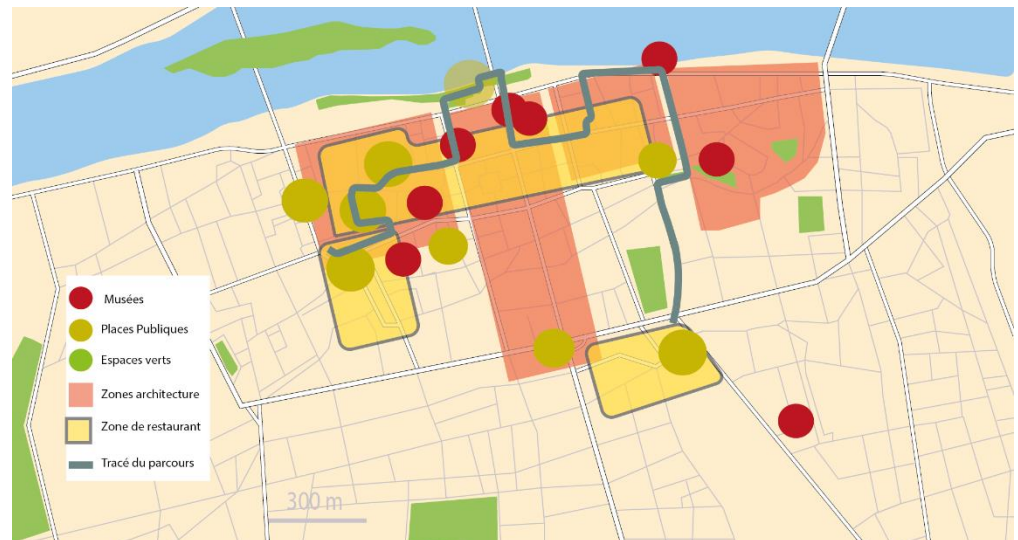 Musées
Places Publiques
Espaces verts
Zones architecture
Zone de restaurant
Tracé du parcours
300 m